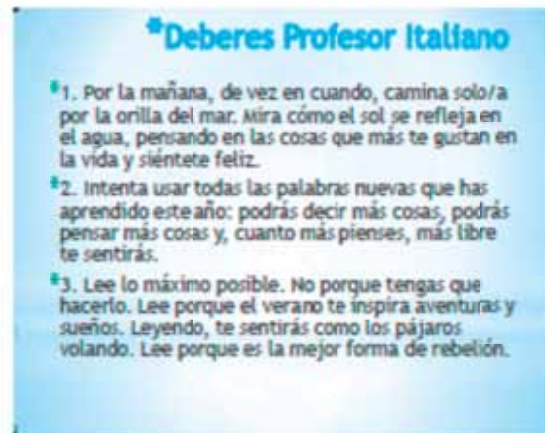 *Deberes Profesor Italiano
*1. Por la mañana, de vez en cuando, camina solo/a
por la orilla del mar. Mira cómo el sol se refleja en
el agua, pensando en las cosas que más te gustan en
la vida y siéntete feliz.
*2. Intenta usar todas las palabras nuevas que has
aprendido este año: podrás decir más cosas, podrás
pensar más cosas y, cuanto más pienses, más libre
te sentirás.
*3. Lee lo máximo posible. No porque tengas que
hacerlo. Lee porque el verano te inspira aventuras y
sueños. Leyendo, te sentirás como los pájaros
volando. Lee porque es la mejor forma de rebelión.